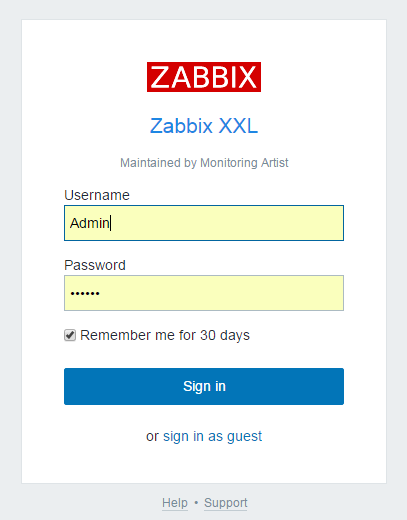 ZABBIX
Zabbix XXL
Maintained by Monitoring Artist
Username
Admin
Password
••••••
Remember me for 30 days
Sign in
or sign in as guest
Help • Support